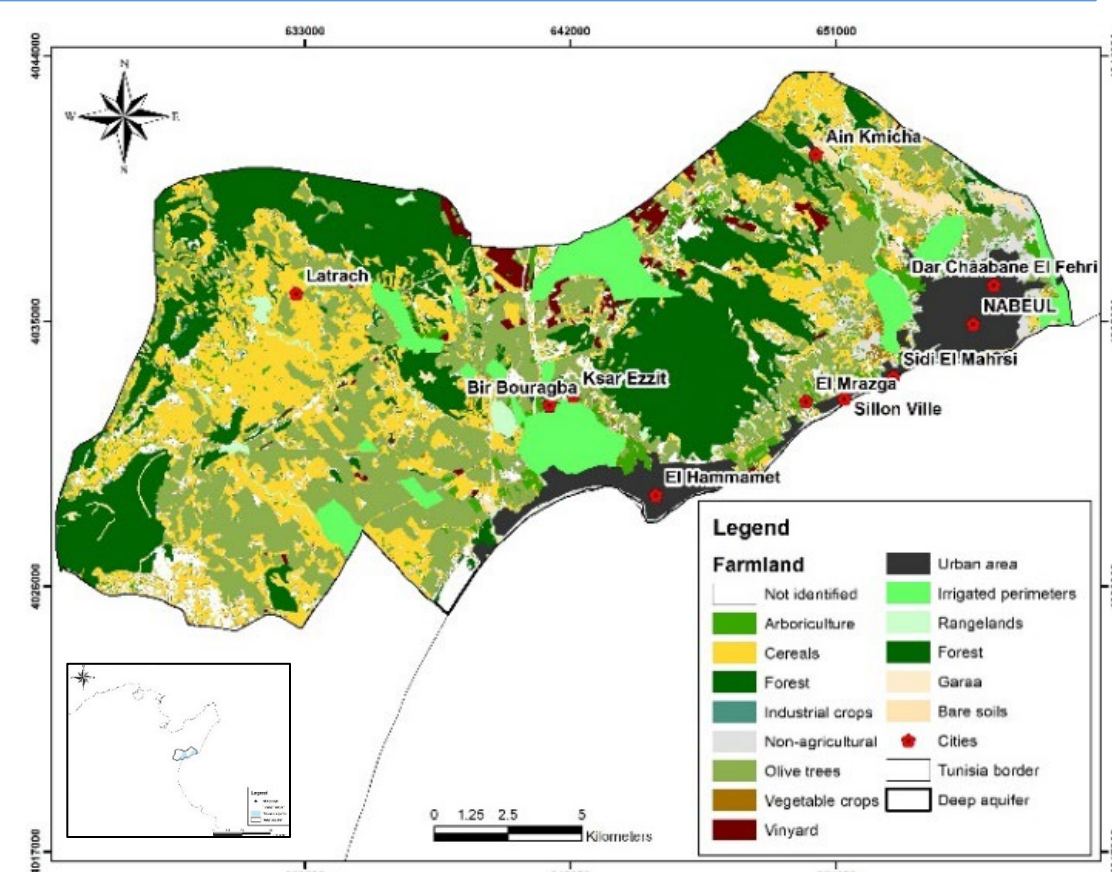 633000 642000 651000
4044000
N
W E
N
Ain Kmicha
Latrach
Dar Chaabane El Fehri
4035000
NABEUL
Sidi El Mahrsi
Bir Bouragba
Ksar Ezzit
El Mrazga
Sillon Ville
El Hammamet
4026000
Legend
Farmland
Not identified
Arboriculture
Cereals
Forest
Industrial crops
Non-agricultural
Olive trees
Vegetable crops
Vinyard
Urban area
Irrigated perimeters
Rangelands
Forest
Garaa
Bare soils
Cities
Tunisia border
Deep aquifer
0 1.25 2.5 5
Kilometers
Legend
4017000